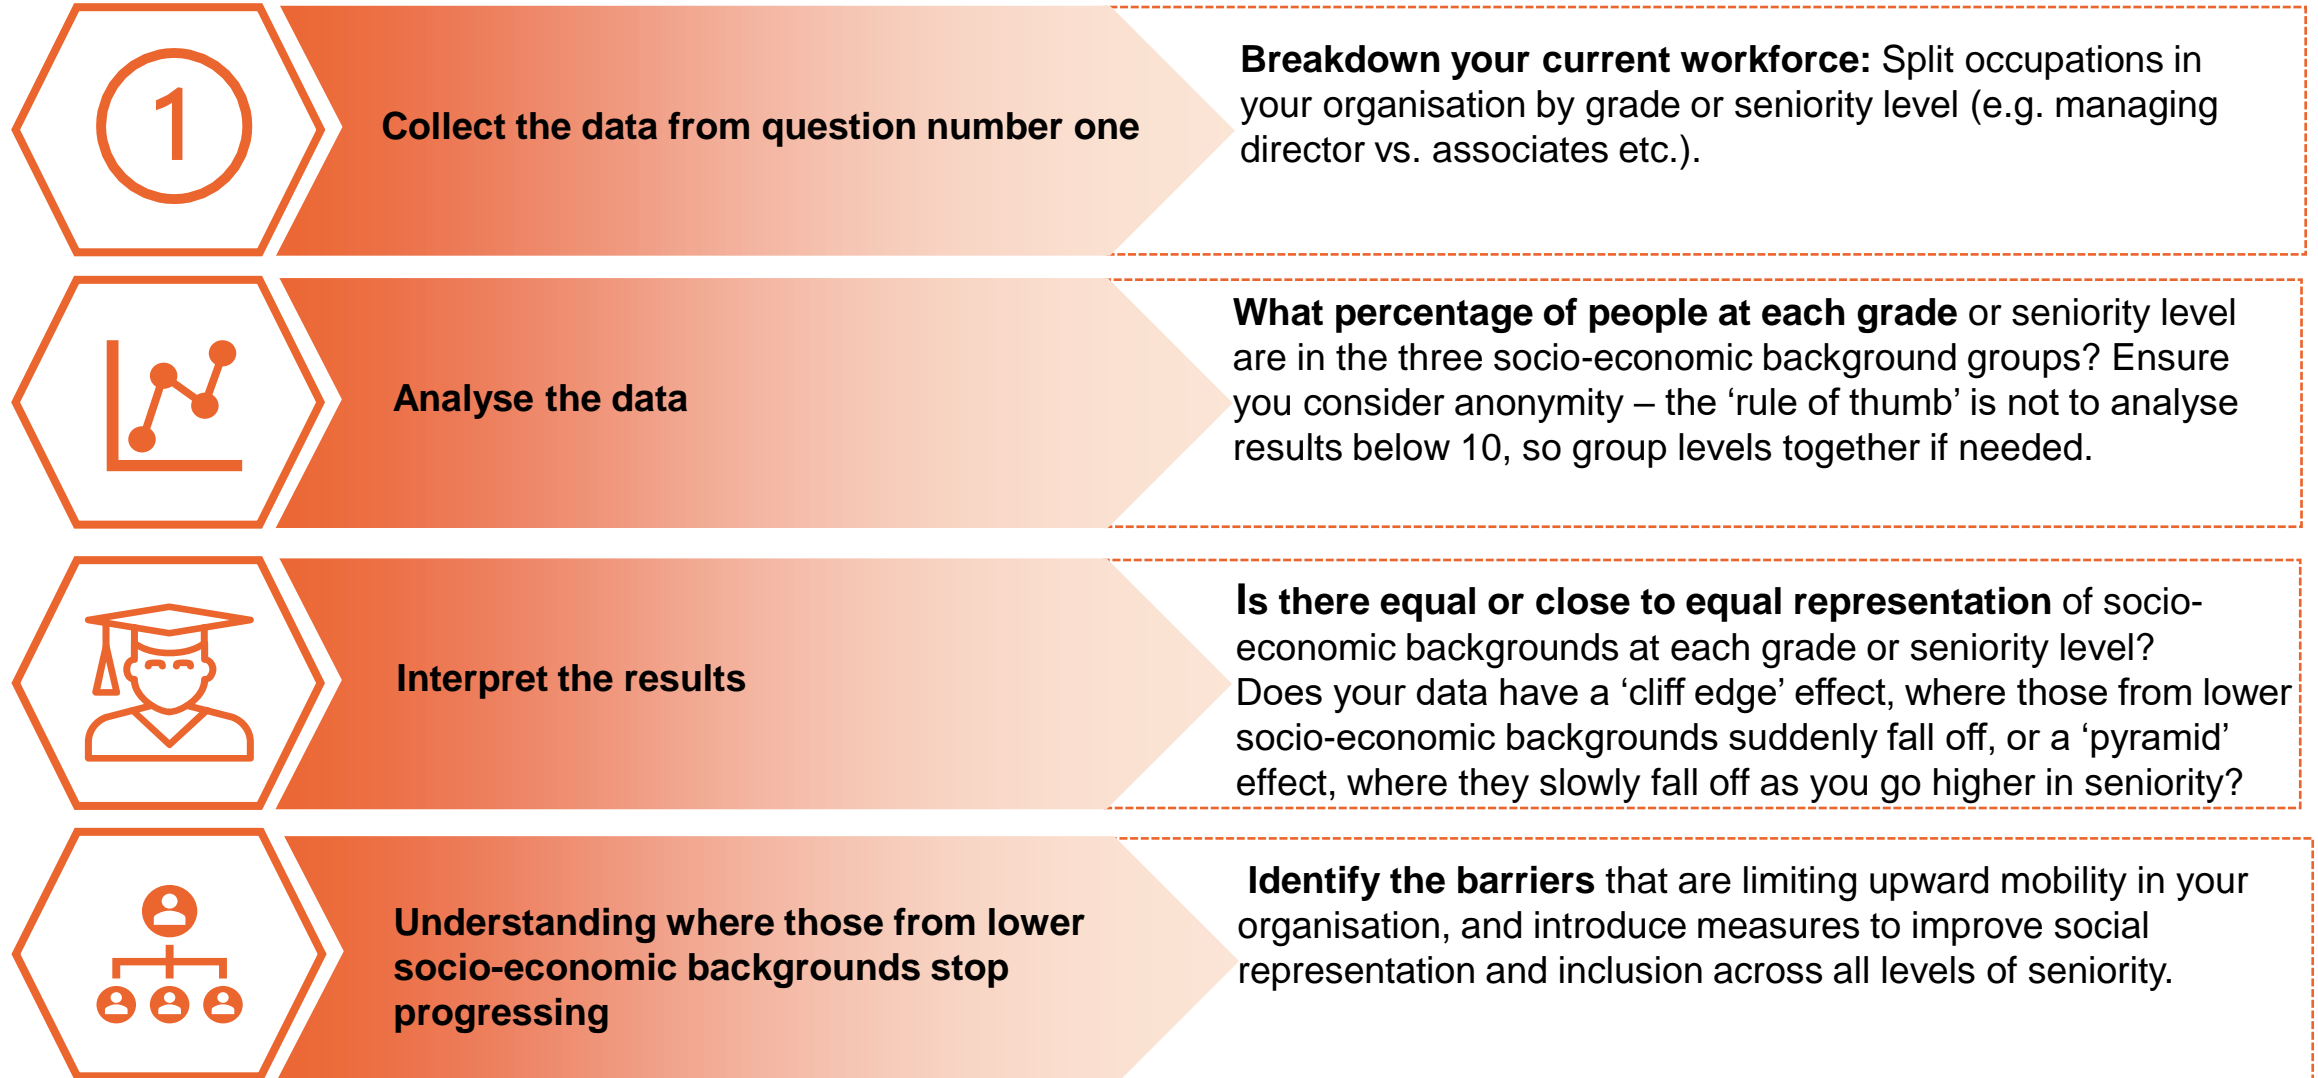 1
Collect the data from question number one
Breakdown your current workforce: Split occupations in
your organisation by grade or seniority level (e.g. managing
director vs. associates etc.).
Analyse the data
What percentage of people at each grade or seniority level
are in the three socio-economic background groups? Ensure
you consider anonymity – the ‘rule of thumb’ is not to analyse
results below 10, so group levels together if needed.
Interpret the results
Is there equal or close to equal representation of socio-
economic backgrounds at each grade or seniority level?
Does your data have a ‘cliff edge’ effect, where those from lower
socio-economic backgrounds suddenly fall off, or a ‘pyramid’
effect, where they slowly fall off as you go higher in seniority?
Understanding where those from lower
socio-economic backgrounds stop
progressing
Identify the barriers that are limiting upward mobility in your
organisation, and introduce measures to improve social
representation and inclusion across all levels of seniority.